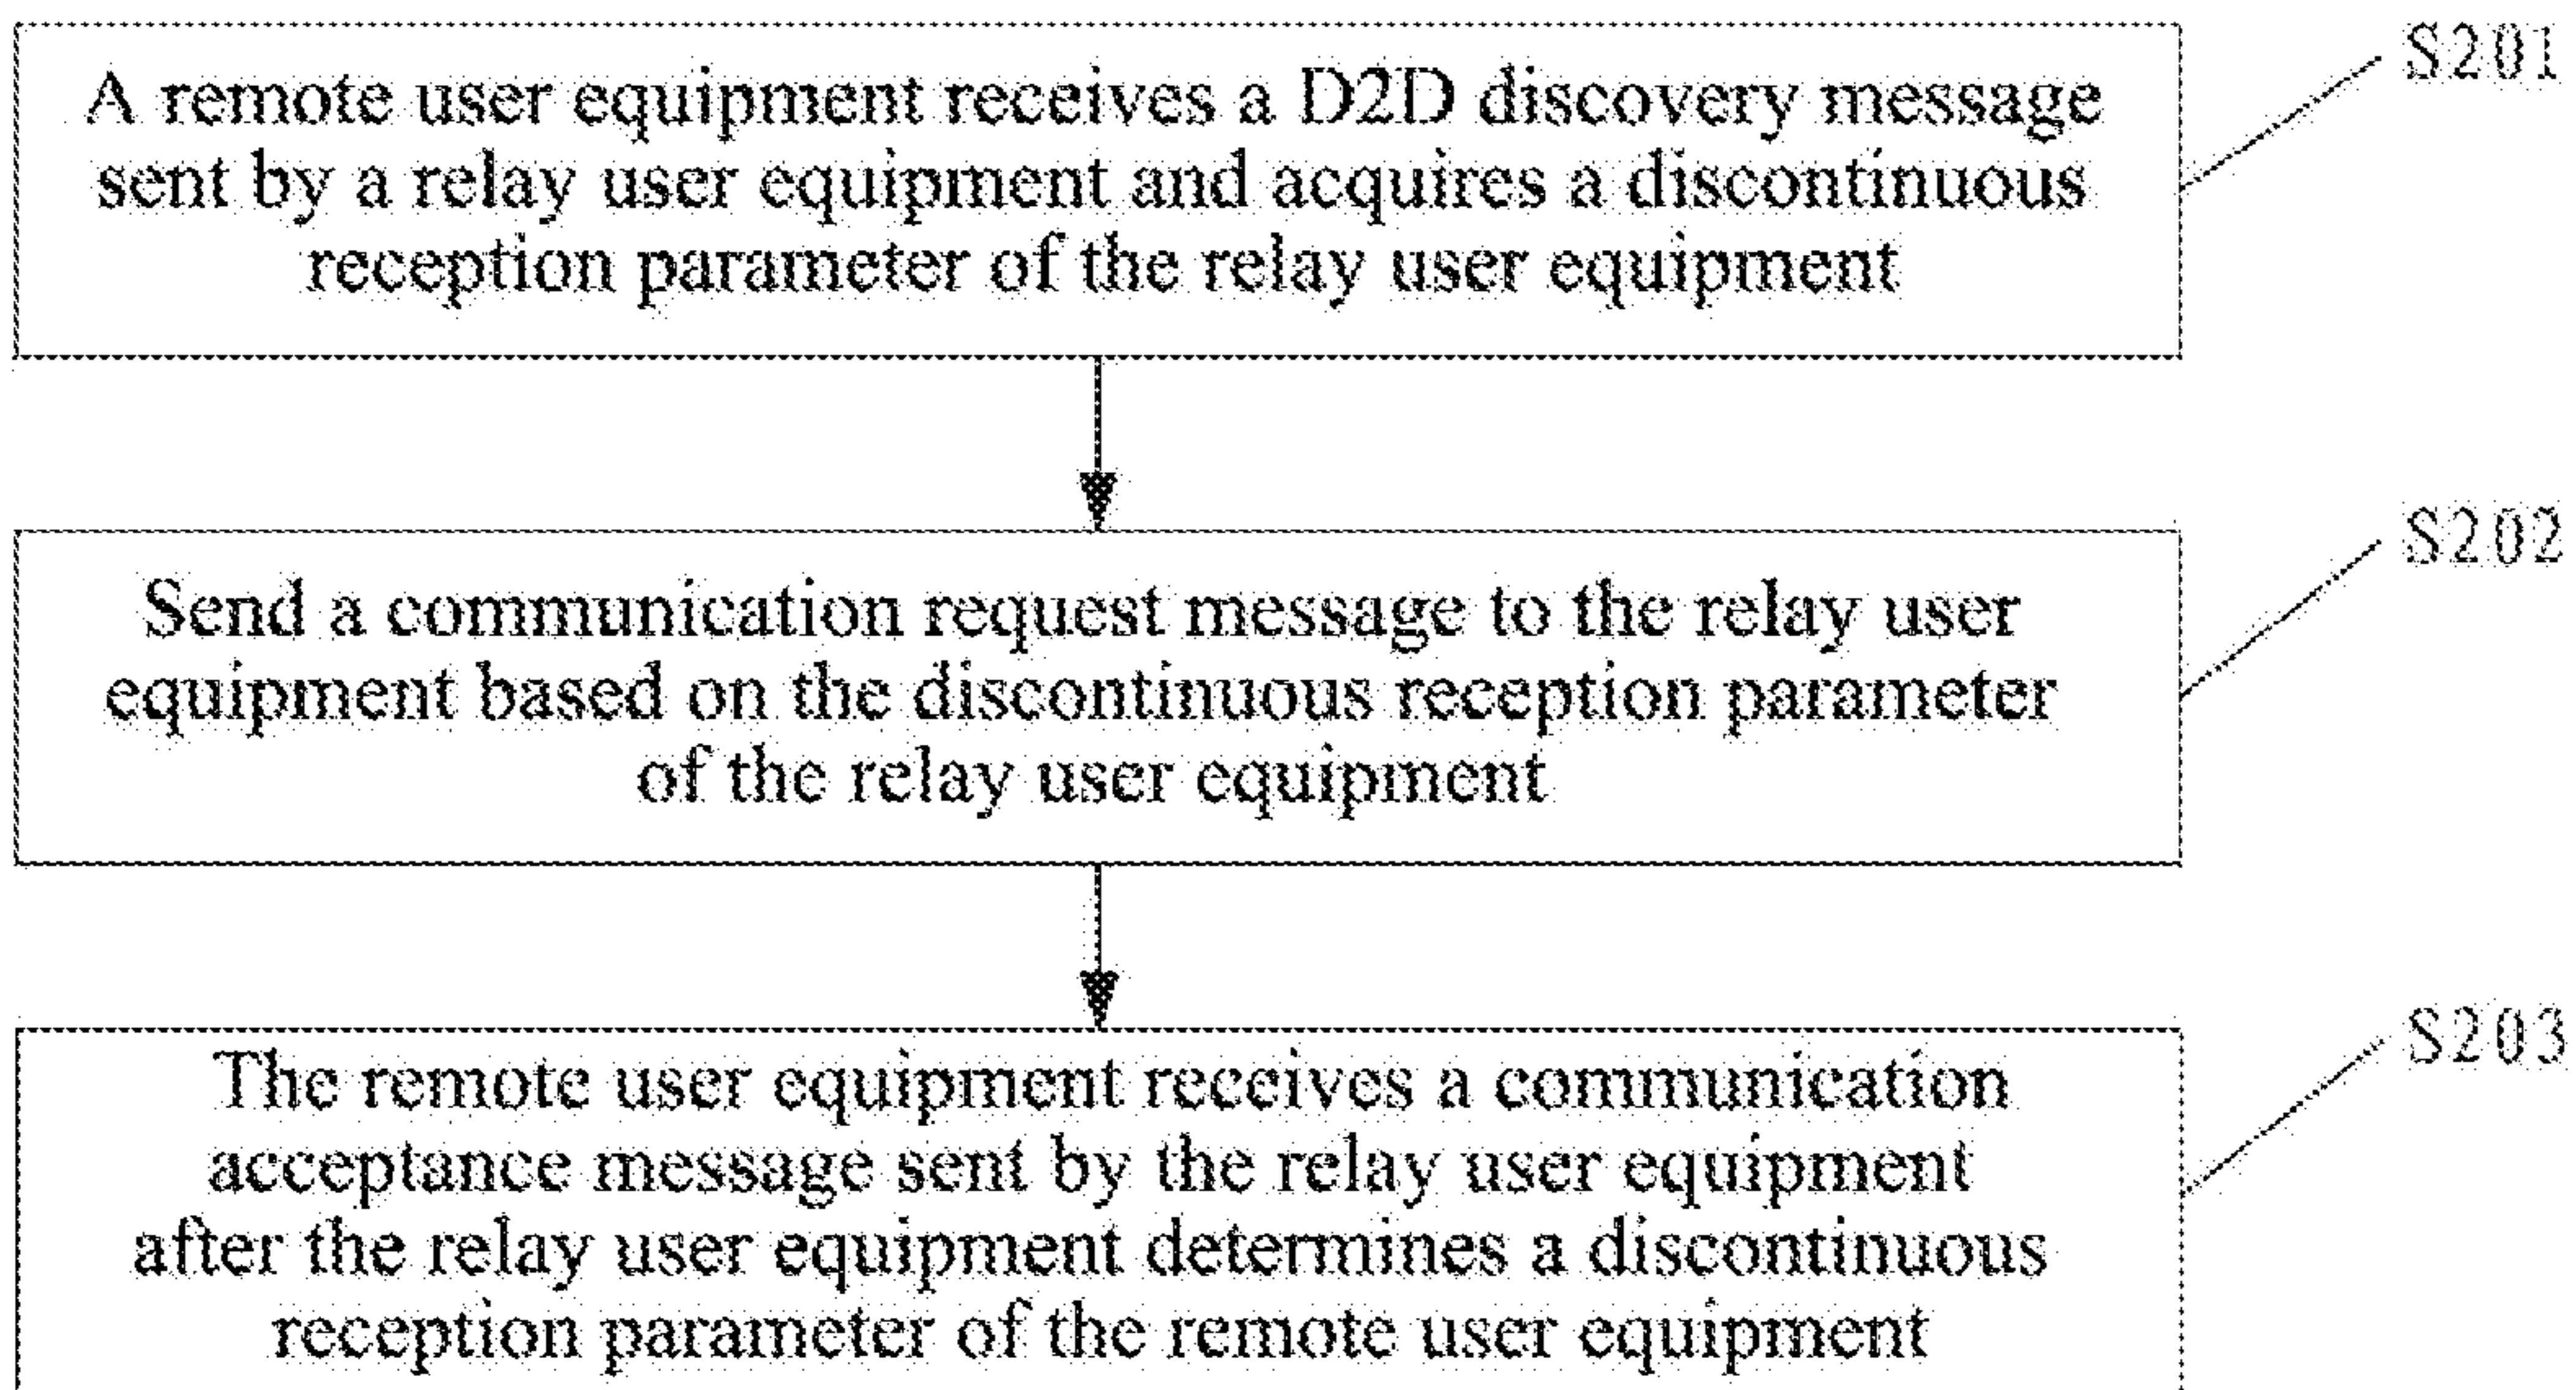 A remote user equipment receives a D2D discovery message
sent by a relay user equipment and acquires a discontinuous
reception parameter of the relay user equipment
S201
Send a communication request message to the relay user
equipment based on the discontinuous reception parameter
of the relay user equipment
S202
The remote user equipment receives a communication
acceptance message sent by the relay user equipment
after the relay user equipment determines a discontinuous
reception parameter of the remote user equipment
S203